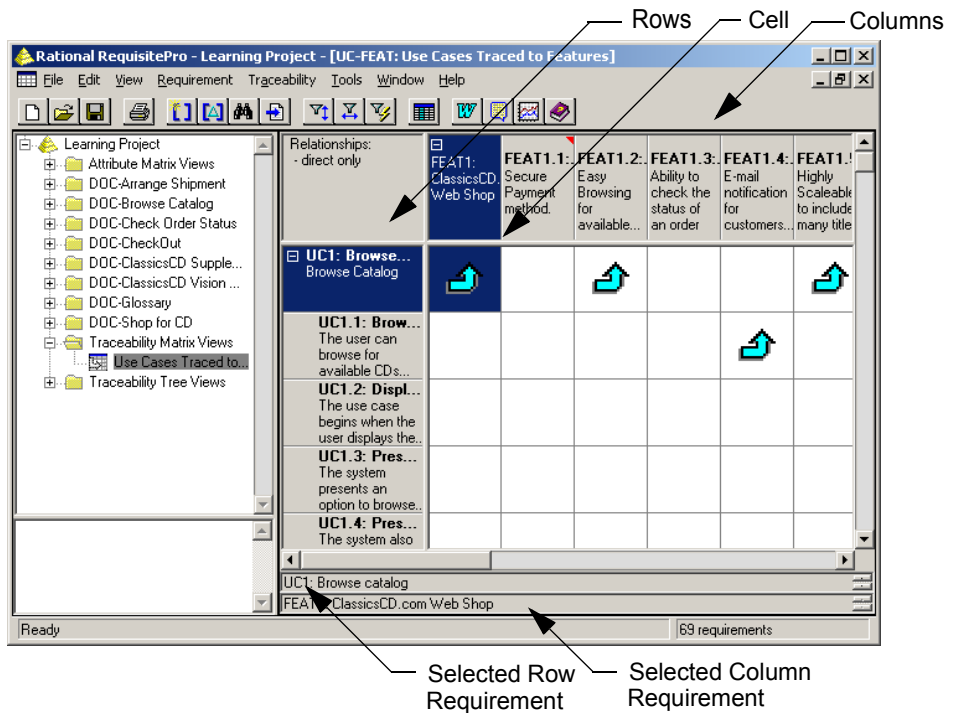 Rows
Cell
Columns
Rational RequisitePro - Learning Project - [UC-FEAT: Use Cases Traced to Features]
File Edit View Requirement Traceability Tools Window Help
Learning Project
Attribute Matrix Views
DOC-Arrange Shipment
DOC-Browse Catalog
DOC-Check Order Status
DOC-CheckOut
DOC-ClassicsCD Supple...
DOC-ClassicsCD Vision ...
DOC-Glossary
DOC-Shop for CD
Traceability Matrix Views
Use Cases Traced to...
Traceability Tree Views
Relationships:
- direct only
FEAT1:
ClassicsCD.
Web Shop
FEAT1.1:.
Secure
Payment
method.
FEAT1.2:.
Easy
Browsing
for
available...
FEAT1.3:.
Ability to
check the
status of
an order
FEAT1.4:.
E-mail
notification
for
customers...
FEAT1.5
Highly
Scaleable
to include
many title
UC1: Browse...
Browse Catalog
UC1.1: Brow...
The user can
browse for
available CDs...
UC1.2: Displ...
The use case
begins when the
user displays the..
UC1.3: Pres...
The system
presents an
option to browse..
UC1.4: Pres...
The system also
UC1: Browse catalog
FEAT1: ClassicsCD.com Web Shop
Ready
69 requirements
Selected Row
Requirement
Selected Column
Requirement